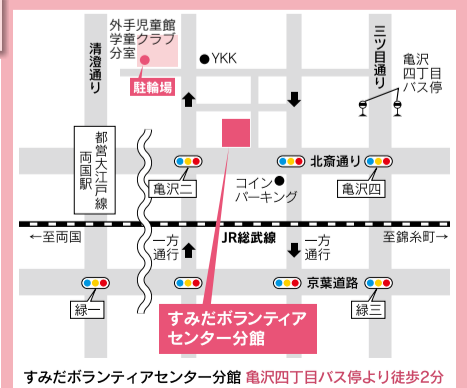 外手児童館
学童クラブ
分室
駐輪場
YKK
清澄通り
三ツ目通り
亀沢
四丁目
バス停
都営大江戸線
両国駅
亀沢二
コイン
パーキング
北斎通り
亀沢四
←至両国
一方
通行
JR総武線
一方
通行
至錦糸町→
京葉道路
緑一
緑三
すみだボランティア
センター分館
すみだボランティアセンター分館 亀沢四丁目バス停より徒歩2分